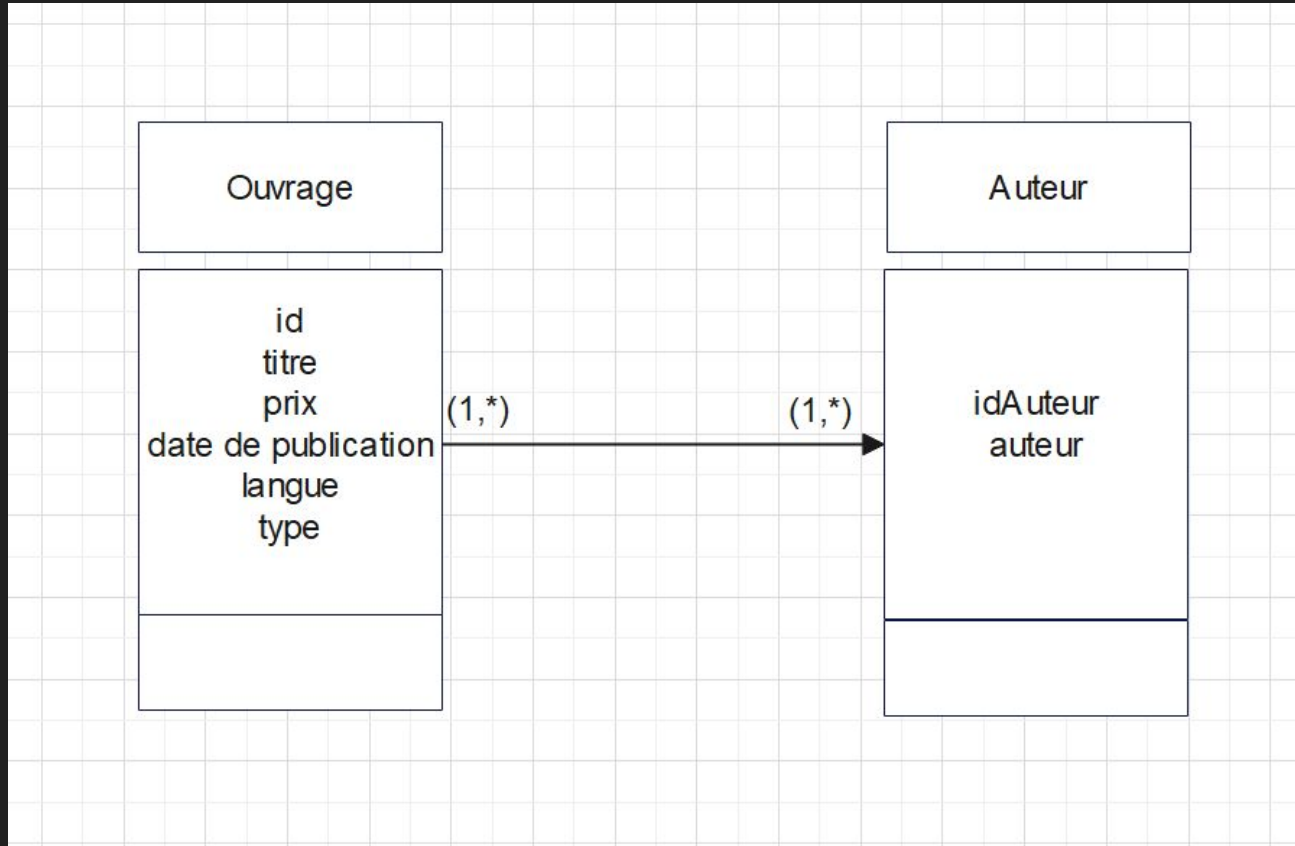 Ouvrage
id
titre
prix
date de publication
langue
type
(1,*)
(1,*)
Auteur
idAuteur
auteur